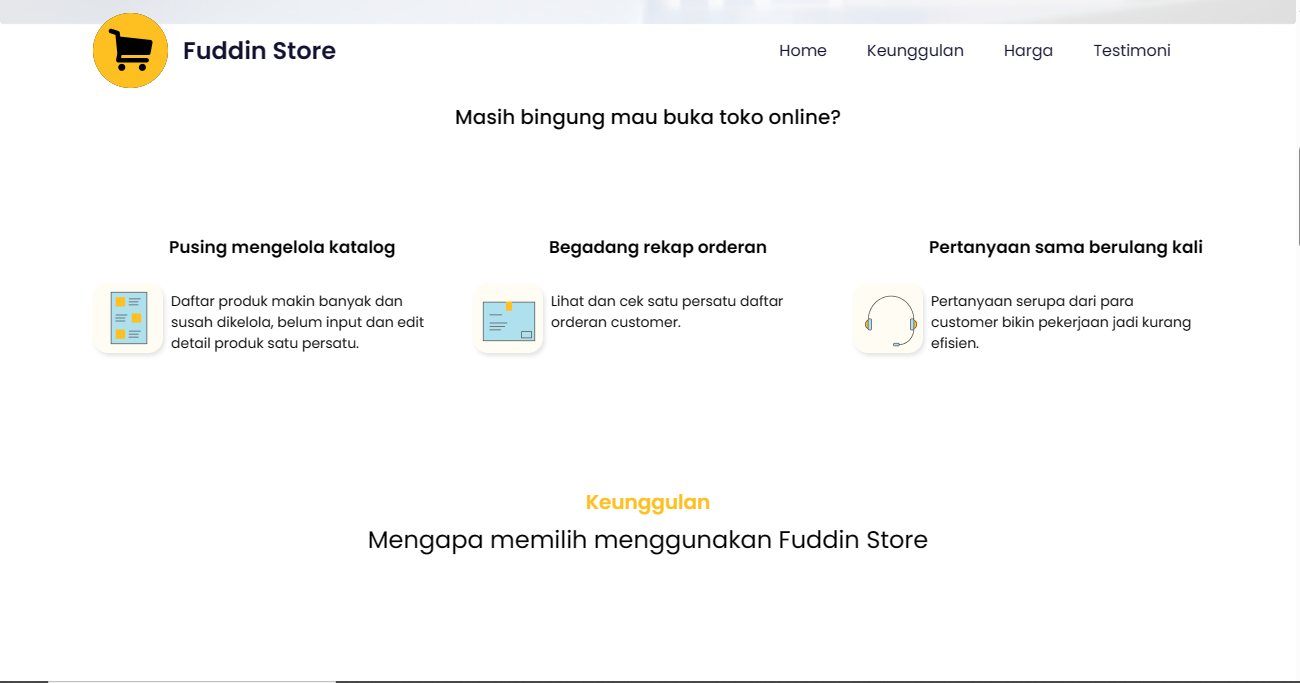 Fuddin Store
Home
Keunggulan
Harga
Testimoni
Masih bingung mau buka toko online?
Pusing mengelola katalog
Daftar produk makin banyak dan
susah dikelola, belum input dan edit
detail produk satu persatu.
Begadang rekap orderan
Lihat dan cek satu persatu daftar
orderan customer.
Pertanyaan sama berulang kali
Pertanyaan serupa dari para
customer bikin pekerjaan jadi kurang
efisien.
Keunggulan
Mengapa memilih menggunakan Fuddin Store